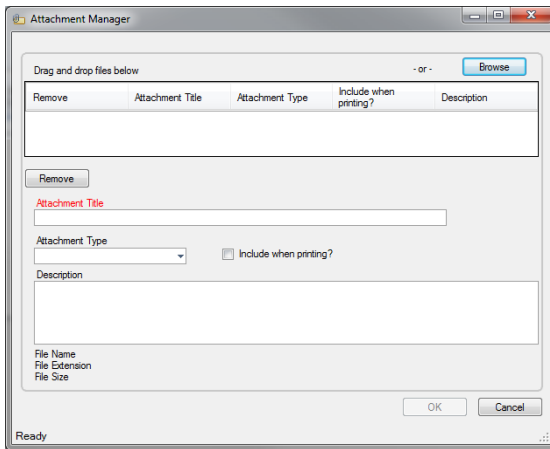 Attachment Manager
Drag and drop files below - or - Browse
Remove Attachment Title Attachment Type Include when printing? Description
Remove
Attachment Title
Attachment Type
Include when printing?
Description
File Name
File Extension
File Size
OK Cancel
Ready